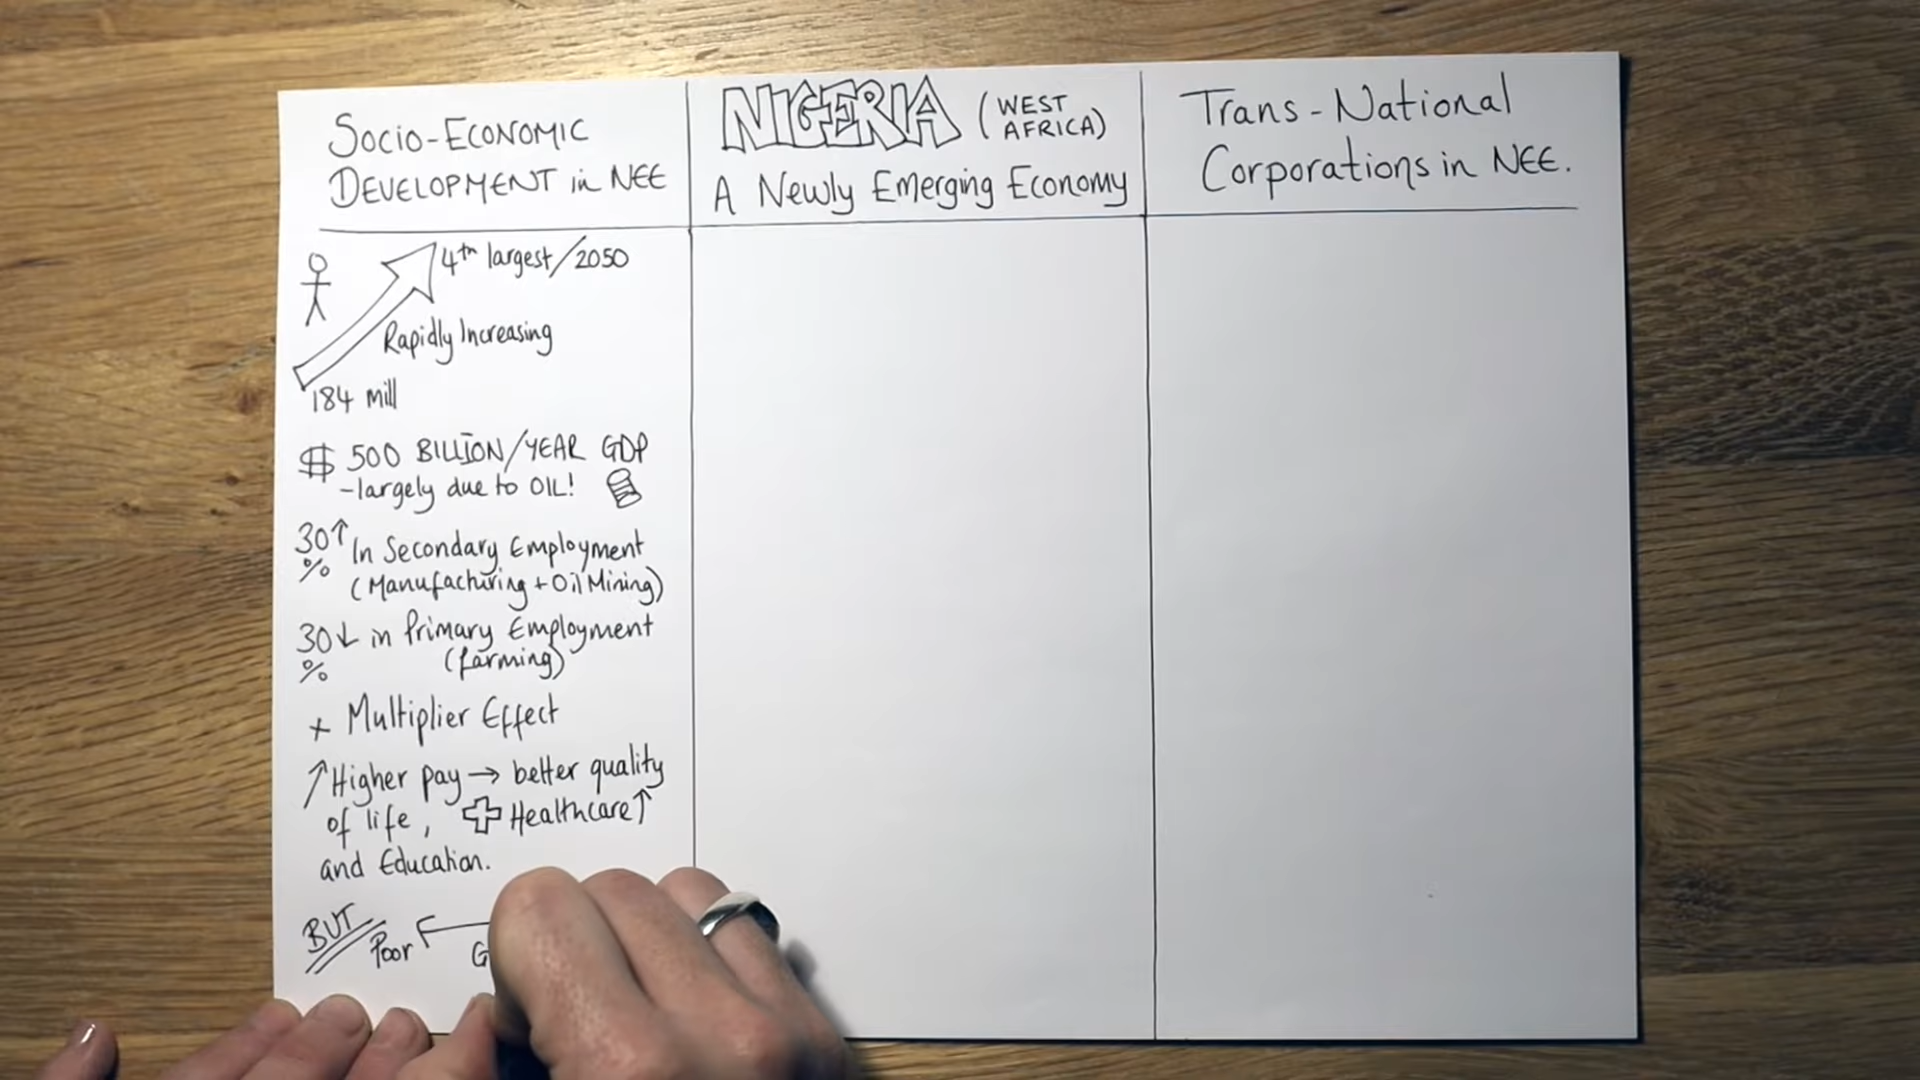 SOCIO-ECONOMIC
DEVELOPMENT in NEE
NIGERIA (WEST AFRICA)
A Newly Emerging Economy
Trans-National
Corporations in NEE.
4th largest/2050
Rapidly Increasing
184 mill
$ 500 BILLION/YEAR GDP
-largely due to OIL!
30%↑ In Secondary Employment
(Manufacturing + Oil Mining)
30%↓ in Primary Employment
(farming)
+ Multiplier Effect
↑Higher pay → better quality
of life, Healthcare↑
and Education.
BUT
Poor
G